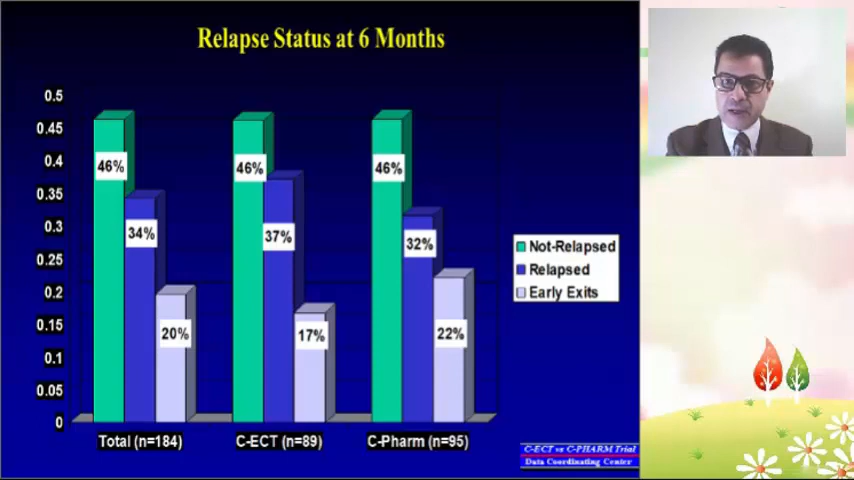 Relapse Status at 6 Months
0.5
0.45
0.4
0.35
0.3
0.25
0.2
0.15
0.1
0.05
0
46%
34%
20%
46%
37%
17%
46%
32%
22%
Total (n=184)
C-ECT (n=89)
C-Pharm (n=95)
Not-Relapsed
Relapsed
Early Exits
C-ECT vs C-PHARM Trial
Data Coordinating Center